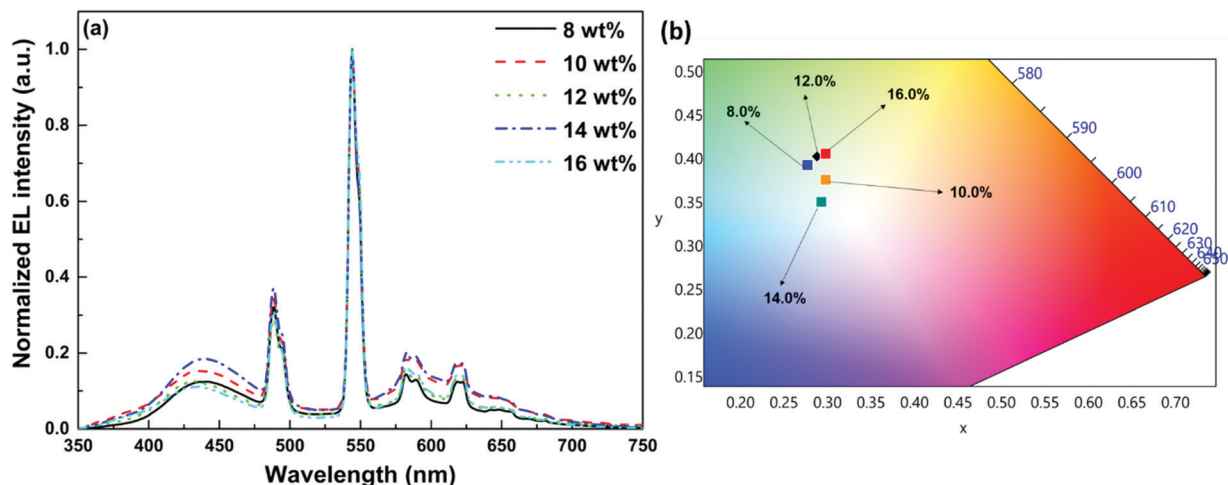 (a)
8 wt%
10 wt%
12 wt%
14 wt%
16 wt%
Normalized EL intensity (a.u.)
1.0
0.8
0.6
0.4
0.2
0.0
350 400 450 500 550 600 650 700 750
Wavelength (nm)
(b)
0.50
0.45
0.40
0.35
0.30
0.25
0.20
0.15
y
12.0%
16.0%
8.0%
10.0%
14.0%
580
590
600
610
620
630
640
650
0.20 0.25 0.30 0.35 0.40 0.45 0.50 0.55 0.60 0.65 0.70
x